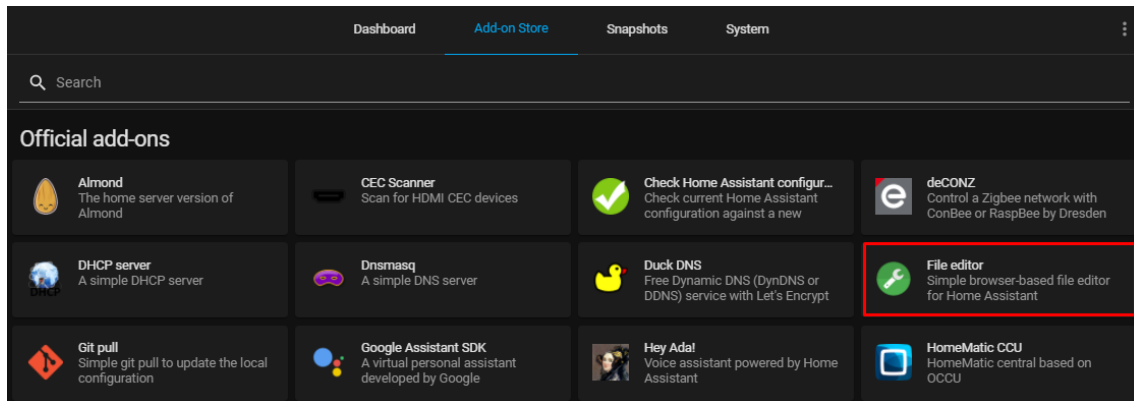 Dashboard Add-on Store Snapshots System
Search
Official add-ons
Almond
The home server version of
Almond
CEC Scanner
Scan for HDMI CEC devices
Check Home Assistant configur...
Check current Home Assistant
configuration against a new
deCONZ
Control a Zigbee network with
ConBee or RaspBee by Dresden
DHCP
DHCP server
A simple DHCP server
Dnsmasq
A simple DNS server
Duck DNS
Free Dynamic DNS (DynDNS or
DDNS) service with Let's Encrypt
File editor
Simple browser-based file editor
for Home Assistant
Git pull
Simple git pull to update the local
configuration
Google Assistant SDK
A virtual personal assistant
developed by Google
Hey Ada!
Voice assistant powered by Home
Assistant
HomeMatic CCU
HomeMatic central based on
OCCU